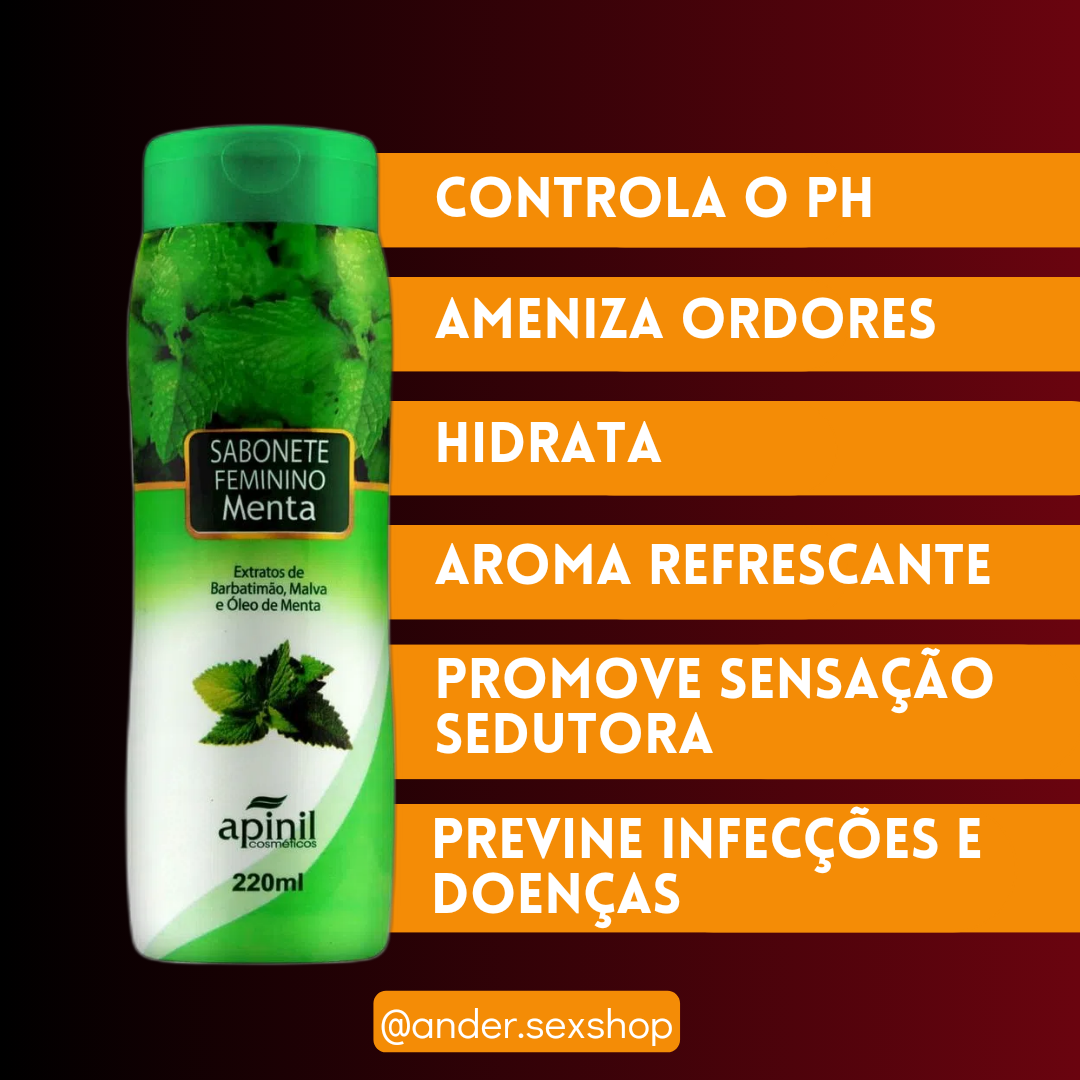 SABONETE
FEMININO
Menta
Extratos de
Barbatimão, Malva
e Óleo de Menta
apinil
cosméticos
220ml
CONTROLA O PH
AMENIZA ORDORES
HIDRATA
AROMA REFRESCANTE
PROMOVE SENSAÇÃO
SEDUTORA
PREVINE INFECÇÇÕES E
DOENÇAS
@ander.sexshop